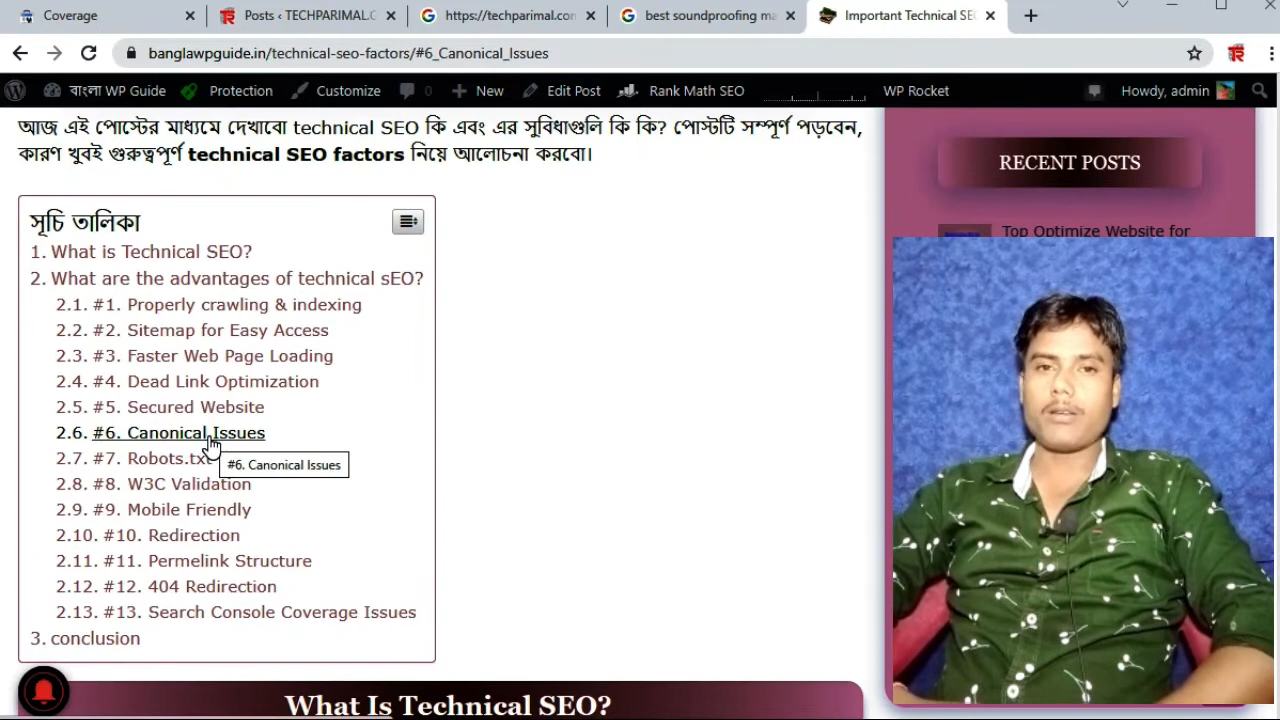 Coverage
Posts ‹ TECHPARIMAL.C
https://techparimal.con
best soundproofing ma
Important Technical SEO
banglawpguide.in/technical-seo-factors/#6_Canonical_Issues
বাংলা WP Guide Protection Customize 0 New Edit Post Rank Math SEO WP Rocket Howdy, admin
আজ এই পোস্টের মাধ্যমে দেখাবো technical SEO কি এবং এর সুবিধাগুলি কি কি? পোস্টটি সম্পূর্ণ পড়বেন,
কারণ খুবই গুরুত্বপূর্ণ technical SEO factors নিয়ে আলোচনা করবো।
সূচি তালিকা
1. What is Technical SEO?
2. What are the advantages of technical sEO?
2.1. #1. Properly crawling & indexing
2.2. #2. Sitemap for Easy Access
2.3. #3. Faster Web Page Loading
2.4. #4. Dead Link Optimization
2.5. #5. Secured Website
2.6. #6. Canonical Issues
2.7. #7. Robots.txt
#6. Canonical Issues
2.8. #8. W3C Validation
2.9. #9. Mobile Friendly
2.10. #10. Redirection
2.11. #11. Permelink Structure
2.12. #12. 404 Redirection
2.13. #13. Search Console Coverage Issues
3. conclusion
What Is Technical SEO?
RECENT POSTS
Top Optimize Website for